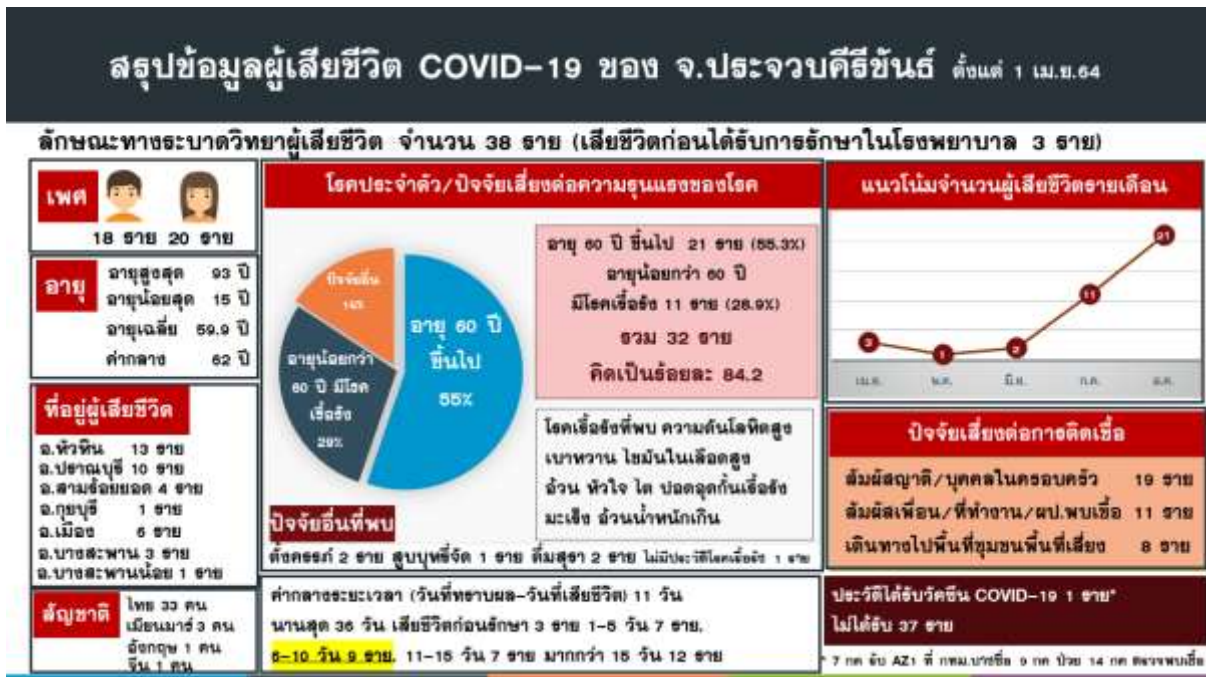 สรุปข้อมูลผู้เสียชีวิต COVID-19 ของ จ.ประจวบคีรีขันธ์ ตั้งแต่ 1 เม.ย.64
ลักษณะทางระบาดวิทยาผู้เสียชีวิต จำนวน 38 ราย (เสียชีวิตก่อนได้รับการรักษาในโรงพยาบาล 3 ราย)
เพศ
18 ราย 20 ราย
อายุ
อายุสูงสุด 93 ปี
อายุน้อยสุด 15 ปี
อายุเฉลี่ย 59.9 ปี
ค่ากลาง 62 ปี
ที่อยู่ผู้เสียชีวิต
อ.หัวหิน 13 ราย
อ.ปราณบุรี 10 ราย
อ.สามร้อยยอด 4 ราย
อ.กุยบุรี 1 ราย
อ.เมือง 6 ราย
อ.บางสะพาน 3 ราย
อ.บางสะพานน้อย 1 ราย
สัญชาติ
ไทย 33 คน
เมียนมาร์ 3 คน
อังกฤษ 1 คน
จีน 1 คน
โรคประจำตัว/ปัจจัยเสี่ยงต่อความรุนแรงของโรค
ปัจจัยอื่น
16%
อายุ 60 ปี
ขึ้นไป
55%
อายุน้อยกว่า
60 ปี มีโรค
เรื้อรัง
29%
อายุ 60 ปี ขึ้นไป 21 ราย (55.3%)
อายุน้อยกว่า 60 ปี
มีโรคเรื้อรัง 11 ราย (28.9%)
รวม 32 ราย
คิดเป็นร้อยละ 84.2
โรคเรื้อรังที่พบ ความดันโลหิตสูง
เบาหวาน ไขมันในเลือดสูง
อ้วน หัวใจ ไต ปอดอุดกั้นเรื้อรัง
มะเร็ง อ้วนน้ำหนักเกิน
ปัจจัยอื่นที่พบ
ตั้งครรภ์ 2 ราย สูบบุหรี่จัด 1 ราย ดื่มสุรา 2 ราย ไม่มีประวัติโรคเรื้อรัง 1 ราย
ค่ากลางระยะเวลา (วันที่ทราบผล-วันที่เสียชีวิต) 11 วัน
นานสุด 36 วัน เสียชีวิตก่อนรักษา 3 ราย 1-5 วัน 7 ราย,
6-10 วัน 9 ราย, 11-15 วัน 7 ราย มากกว่า 15 วัน 12 ราย
แนวโน้มจำนวนผู้เสียชีวิตรายเดือน
3
1
2
11
21
เม.ย. พ.ค. มิ.ย. ก.ค. ส.ค.
ปัจจัยเสี่ยงต่อการติดเชื้อ
สัมผัสญาติ/บุคคลในครอบครัว 19 ราย
สัมผัสเพื่อน/ที่ทำงาน/ผป.พบเชื้อ 11 ราย
เดินทางไปพื้นที่ชุมชนพื้นที่เสี่ยง 8 ราย
ประวัติได้รับวัคซีน COVID-19 1 ราย*
ไม่ได้รับ 37 ราย
* 7 กค รับ AZ1 ที่ กทม.บางซื่อ 9 กค ป่วย 14 กค ตรวจพบเชื้อ